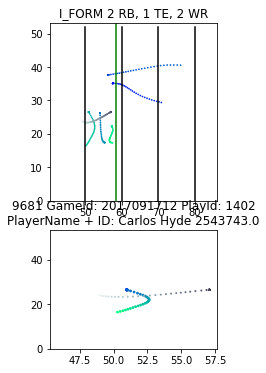 I_FORM 2 RB, 1 TE, 2 WR
50
40
30
20
10
0
50 60 70 80
9681 GameId: 2017091712 PlayId: 1402
PlayerName + ID: Carlos Hyde 2543743.0
40
20
0
47.5 50.0 52.5 55.0 57.5